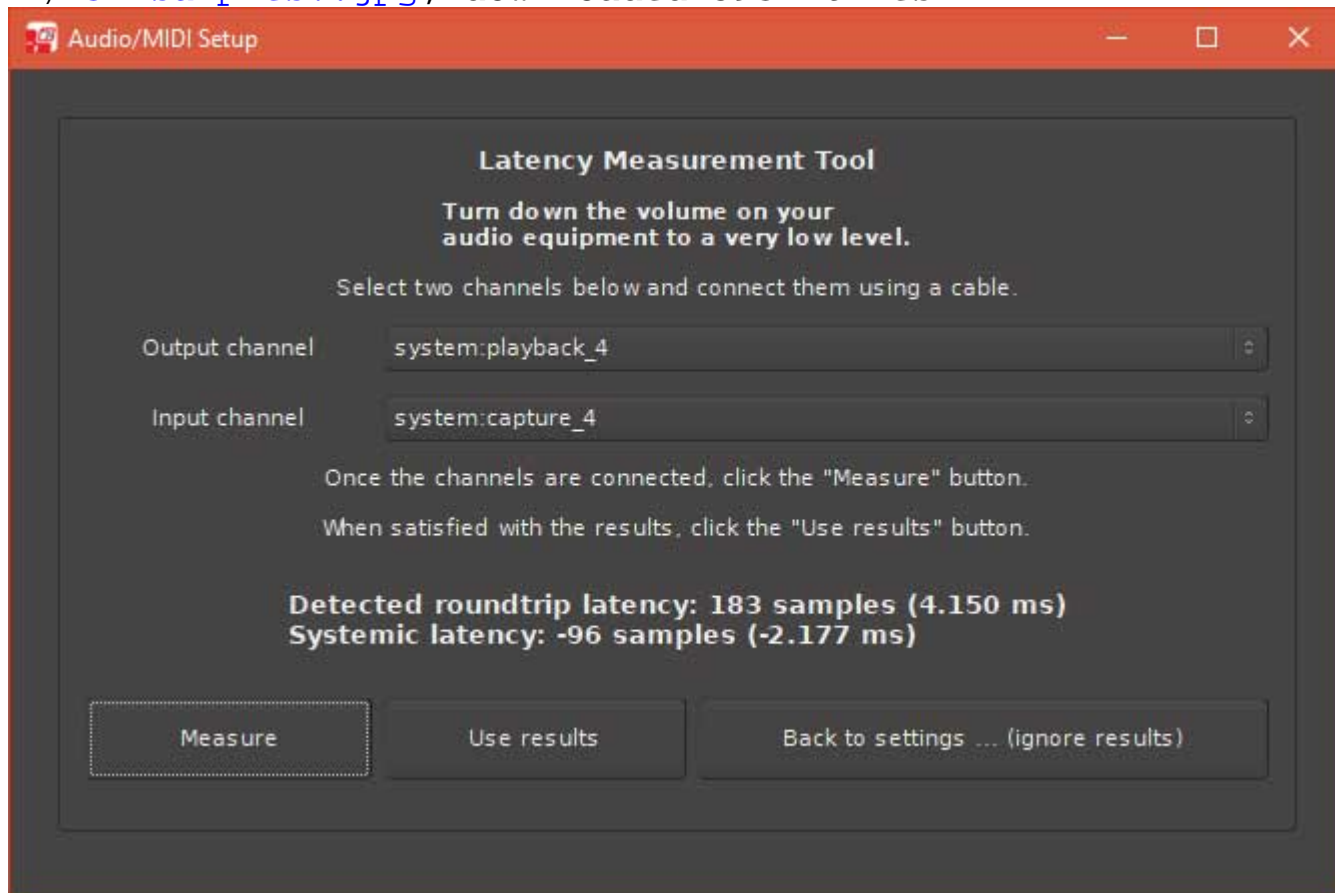 Audio/MIDI Setup
Latency Measurement Tool
Turn down the volume on your
audio equipment to a very low level.
Select two channels below and connect them using a cable.
Output channel system:playback_4
Input channel system:capture_4
Once the channels are connected, click the "Measure" button.
When satisfied with the results, click the "Use results" button.
Detected roundtrip latency: 183 samples (4.150 ms)
Systemic latency: -96 samples (-2.177 ms)
Measure Use results Back to settings ... (ignore results)